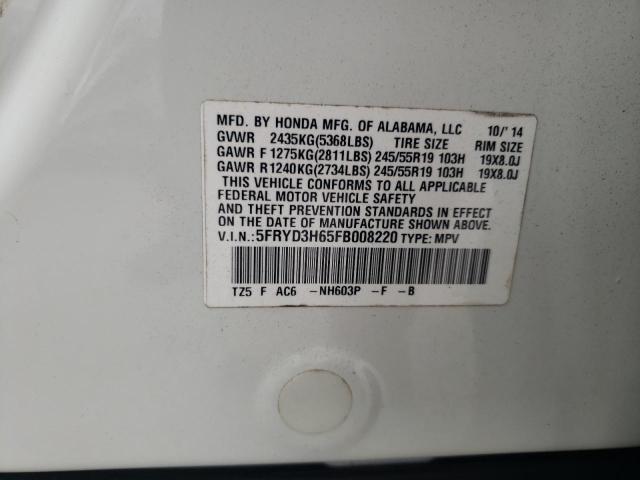 MFD. BY HONDA MFG. OF ALABAMA, LLC 10/'14
GVWR 2435KG(5368LBS) TIRE SIZE RIM SIZE
GAWR F 1275KG(2811LBS) 245/55R19 103H 19X8.0J
GAWR R1240KG(2734LBS) 245/55R19 103H 19X8.0J
THIS VEHICLE CONFORMS TO ALL APPLICABLE
FEDERAL MOTOR VEHICLE SAFETY
AND THEFT PREVENTION STANDARDS IN EFFECT
ON THE DATE OF MANUFACTURE SHOWN ABOVE.
V.I.N.:5FRYD3H65FB008220 TYPE: MPV
TZ5 F AC6 -NH603P -F -B